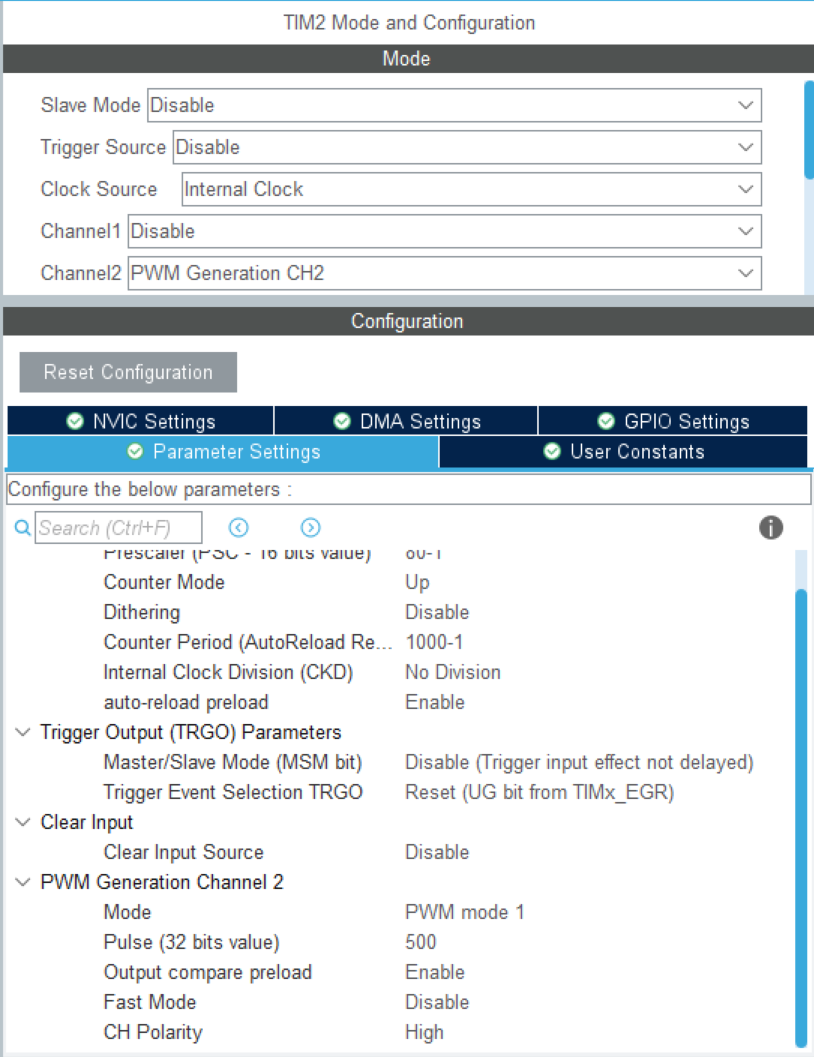 TIM2 Mode and Configuration
Mode
Slave Mode Disable
Trigger Source Disable
Clock Source Internal Clock
Channel1 Disable
Channel2 PWM Generation CH2
Configuration
Reset Configuration
NVIC Settings DMA Settings GPIO Settings
Parameter Settings User Constants
Configure the below parameters :
Search (Ctrl+F)
Prescaler (PSC - 16 bits value) 80-1
Counter Mode Up
Dithering Disable
Counter Period (AutoReload Re... 1000-1
Internal Clock Division (CKD) No Division
auto-reload preload Enable
Trigger Output (TRGO) Parameters
Master/Slave Mode (MSM bit) Disable (Trigger input effect not delayed)
Trigger Event Selection TRGO Reset (UG bit from TIMx_EGR)
Clear Input
Clear Input Source Disable
PWM Generation Channel 2
Mode PWM mode 1
Pulse (32 bits value) 500
Output compare preload Enable
Fast Mode Disable
CH Polarity High